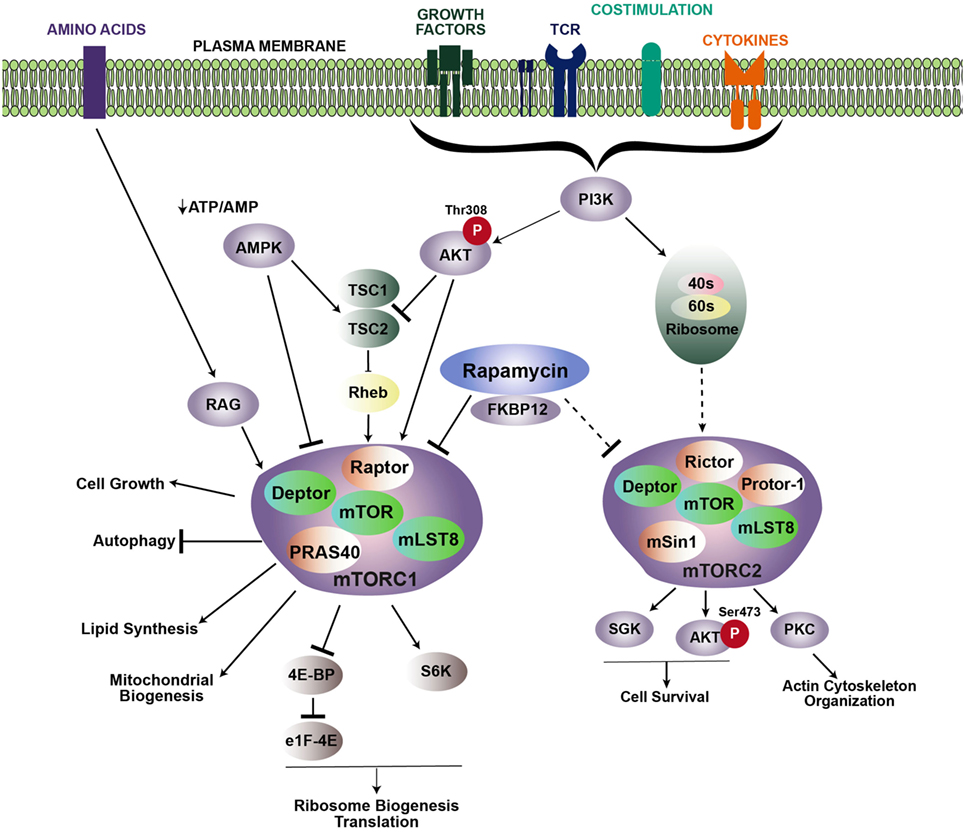 COSTIMULATION
GROWTH
FACTORS
AMINO ACIDS
TCR
CYTOKINES
PLASMA MEMBRANE
PI3K
↓ATP/AMP
Thr308
P
AMPK
AKT
TSC1
TSC2
40s
60s
Ribosome
Rapamycin
FKBP12
Rheb
RAG
Raptor
Deptor
mTOR
mLST8
PRAS40
mTORC1
Rictor
Deptor
Protor-1
mTOR
mLST8
mSin1
mTORC2
Cell Growth
Autophagy
Lipid Synthesis
Mitochondrial
Biogenesis
4E-BP
S6K
e1F-4E
Ribosome Biogenesis
Translation
Ser473
SGK
AKT
P
PKC
Cell Survival
Actin Cytoskeleton
Organization